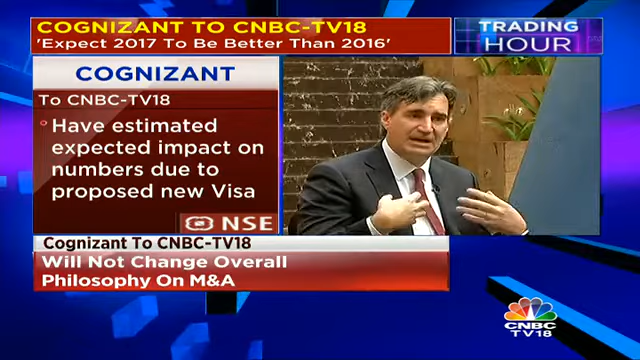 COGNIZANT TO CNBC-TV18
'Expect 2017 To Be Better Than 2016'
TRADING
HOUR
COGNIZANT
To CNBC-TV18
Have estimated
expected impact on
numbers due to
proposed new Visa
NSE
Cognizant To CNBC-TV18
Will Not Change Overall
Philosophy On M&A
CNBC
TV18